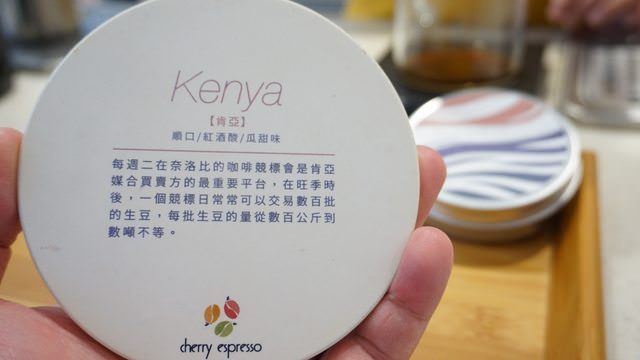 Kenya
【肯亞】
順口/紅酒酸/瓜甜味
每週二在奈洛比的咖啡競標會是肯亞
媒合買賣方的最重要平台，在旺季時
後，一個競標日常常可以交易數百批
的生豆，每批生豆的量從數百公斤到
數噸不等。
cherry espresso